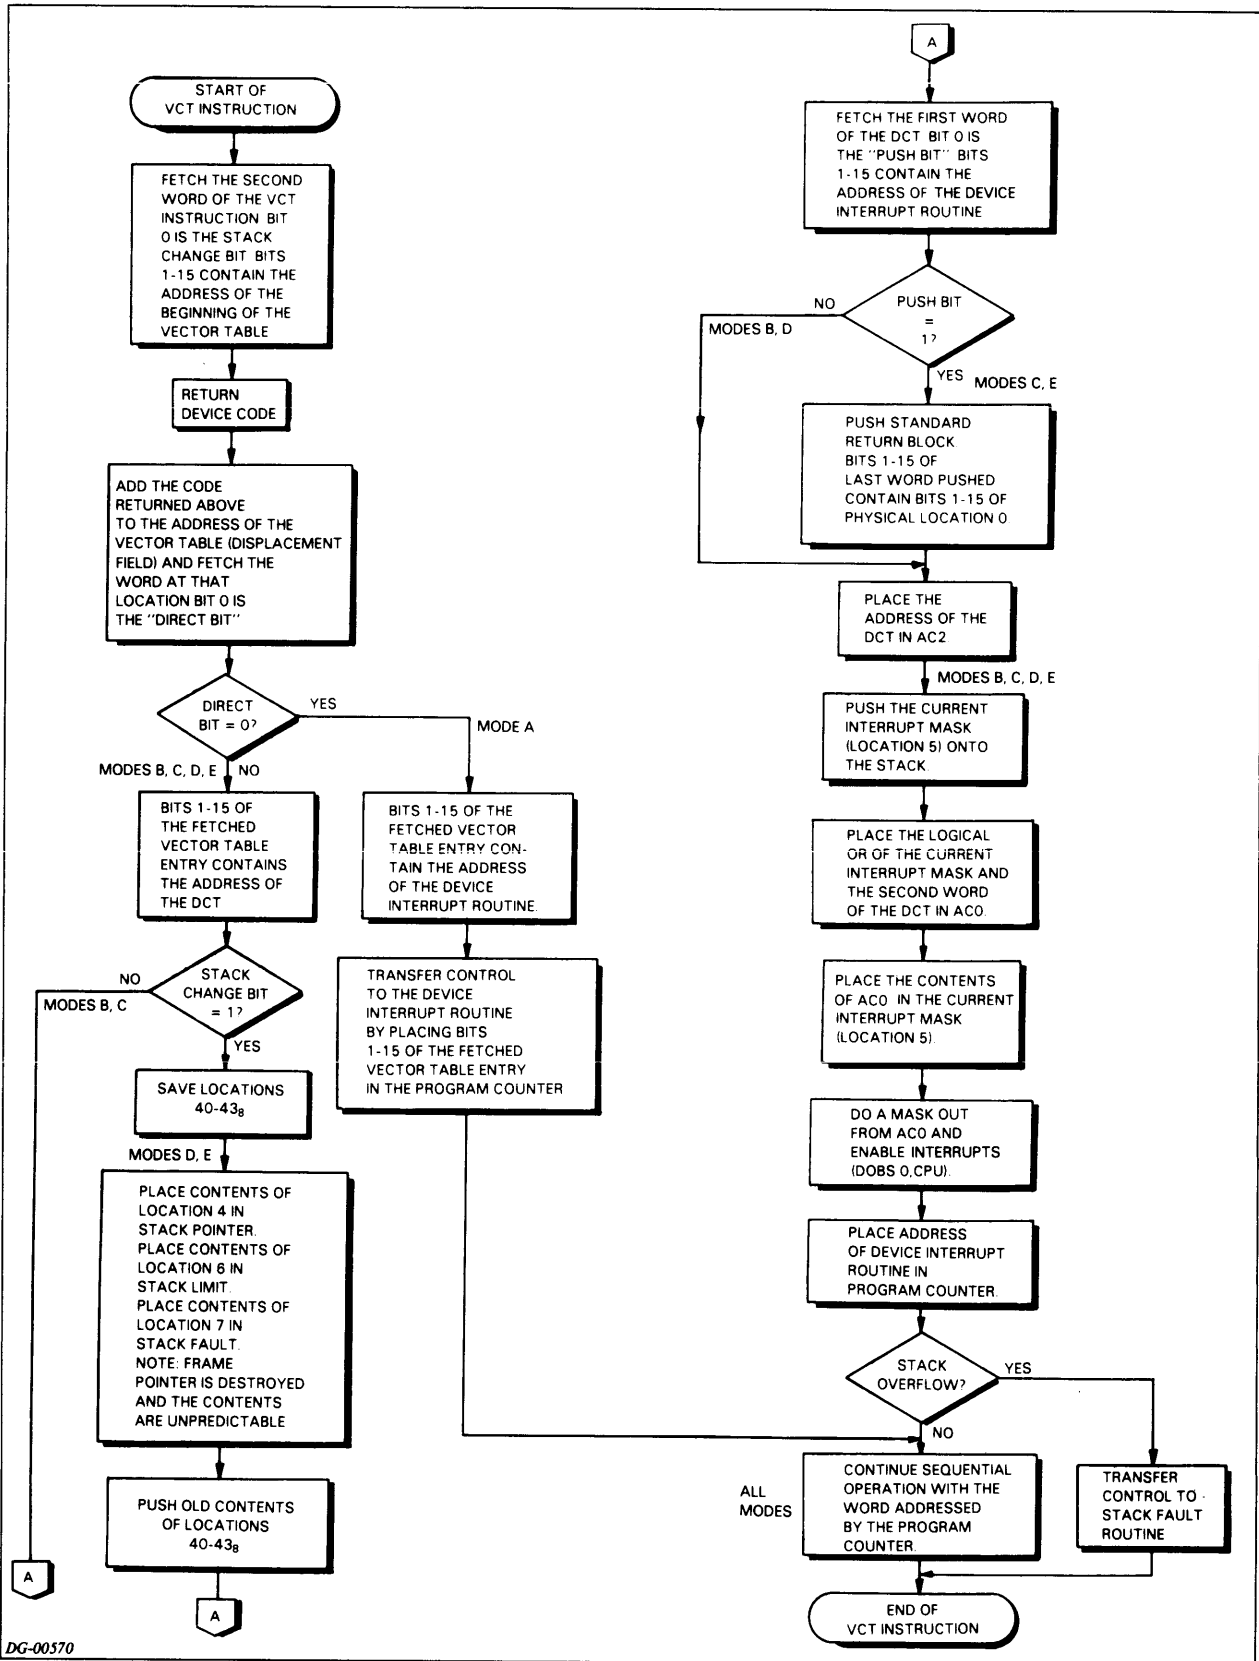 START OF
VCT INSTRUCTION
FETCH THE SECOND
WORD OF THE VCT
INSTRUCTION BIT
0 IS THE STACK
CHANGE BIT BITS
1-15 CONTAIN THE
ADDRESS OF THE
BEGINNING OF THE
VECTOR TABLE
RETURN
DEVICE CODE
ADD THE CODE
RETURNED ABOVE
TO THE ADDRESS OF THE
VECTOR TABLE (DISPLACEMENT
FIELD) AND FETCH THE
WORD AT THAT
LOCATION BIT 0 IS
THE "DIRECT BIT"
DIRECT
BIT = 0?
YES
MODE A
MODES B, C, D, E
NO
BITS 1-15 OF
THE FETCHED
VECTOR TABLE
ENTRY CONTAINS
THE ADDRESS OF
THE DCT
BITS 1-15 OF THE
FETCHED VECTOR
TABLE ENTRY CON-
TAIN THE ADDRESS
OF THE DEVICE
INTERRUPT ROUTINE.
STACK
CHANGE BIT
= 1?
NO
MODES B, C
YES
TRANSFER CONTROL
TO THE DEVICE
INTERRUPT ROUTINE
BY PLACING BITS
1-15 OF THE FETCHED
VECTOR TABLE ENTRY
IN THE PROGRAM COUNTER
SAVE LOCATIONS
40-43₈
MODES D, E
PLACE CONTENTS OF
LOCATION 4 IN
STACK POINTER.
PLACE CONTENTS OF
LOCATION 6 IN
STACK LIMIT.
PLACE CONTENTS OF
LOCATION 7 IN
STACK FAULT.
NOTE: FRAME
POINTER IS DESTROYED
AND THE CONTENTS
ARE UNPREDICTABLE
PUSH OLD CONTENTS
OF LOCATIONS
40-43₈
A
A
A
FETCH THE FIRST WORD
OF THE DCT BIT 0 IS
THE "PUSH BIT" BITS
1-15 CONTAIN THE
ADDRESS OF THE DEVICE
INTERRUPT ROUTINE
PUSH BIT
=
1?
NO
MODES B, D
YES
MODES C, E
PUSH STANDARD
RETURN BLOCK
BITS 1-15 OF
LAST WORD PUSHED
CONTAIN BITS 1-15 OF
PHYSICAL LOCATION 0.
PLACE THE
ADDRESS OF THE
DCT IN AC2
MODES B, C, D, E
PUSH THE CURRENT
INTERRUPT MASK
(LOCATION 5) ONTO
THE STACK
PLACE THE LOGICAL
OR OF THE CURRENT
INTERRUPT MASK AND
THE SECOND WORD
OF THE DCT IN AC0.
PLACE THE CONTENTS
OF AC0 IN THE CURRENT
INTERRUPT MASK
(LOCATION 5).
DO A MASK OUT
FROM AC0 AND
ENABLE INTERRUPTS
(DOBS 0,CPU).
PLACE ADDRESS
OF DEVICE INTERRUPT
ROUTINE IN
PROGRAM COUNTER.
STACK
OVERFLOW?
YES
NO
ALL
MODES
CONTINUE SEQUENTIAL
OPERATION WITH THE
WORD ADDRESSED
BY THE PROGRAM
COUNTER.
TRANSFER
CONTROL TO
STACK FAULT
ROUTINE
END OF
VCT INSTRUCTION
DG-00570